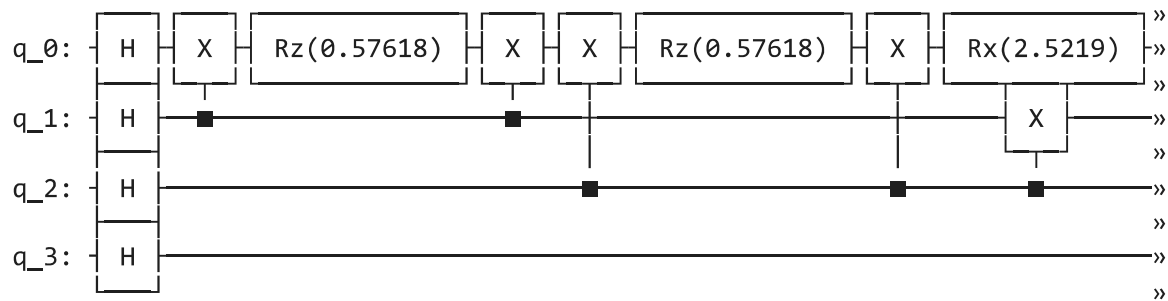 »
q_0: H X Rz(0.57618) X X Rz(0.57618) X Rx(2.5219) »
»
q_1: H X »
»
q_2: H »
»
q_3: H »
»